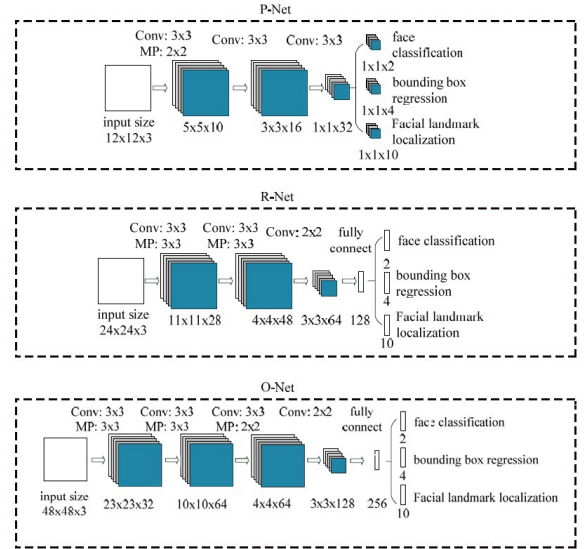 P-Net
Conv: 3x3 Conv: 3x3 Conv: 3x3
MP: 2x2
face
classification
1x1x2
bounding box
regression
1x1x4
Facial landmark
localization
1x1x10
input size
12x12x3
5x5x10 3x3x16 1x1x32
R-Net
Conv: 3x3 Conv: 3x3 Conv: 2x2 fully
MP: 3x3 MP: 3x3 connect
face classification
2
bounding box
regression
4
Facial landmark
localization
10
input size
24x24x3
11x11x28 4x4x48 3x3x64 128
O-Net
Conv: 3x3 Conv: 3x3 Conv: 3x3 Conv: 2x2 fully
MP: 3x3 MP: 3x3 MP: 2x2 connect
face classification
2
bounding box regression
4
Facial landmark localization
10
input size
48x48x3
23x23x32 10x10x64 4x4x64 3x3x128 256